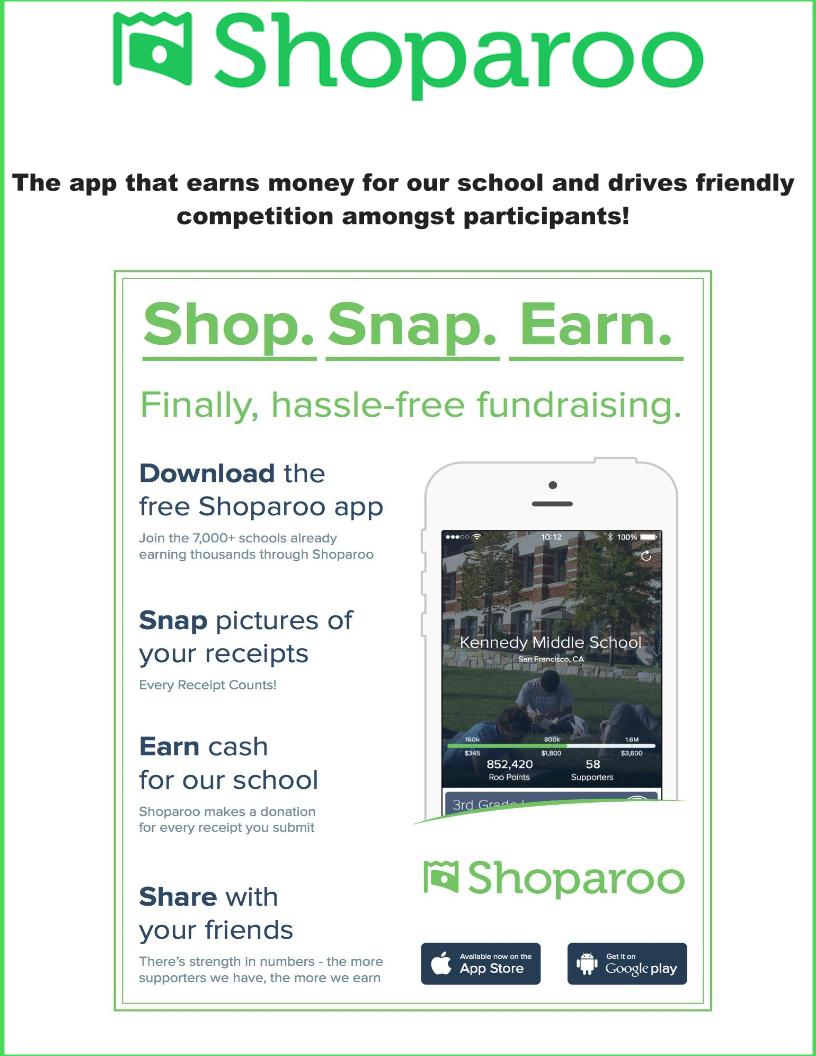 Shoparoo
The app that earns money for our school and drives friendly
competition amongst participants!
Shop. Snap. Earn.
Finally, hassle-free fundraising.
Download the
free Shoparoo app
Join the 7,000+ schools already
earning thousands through Shoparoo
Snap pictures of
your receipts
Every Receipt Counts!
Earn cash
for our school
Shoparoo makes a donation
for every receipt you submit
Share with
your friends
There's strength in numbers - the more
supporters we have, the more we earn
10:12
100%
Kennedy Middle School
San Francisco, CA
160k 800k 1.6M
$345 $1,800 $3,600
852,420 58
Roo Points Supporters
3rd Grade
Shoparoo
Available now on the
App Store
Get it on
Google play